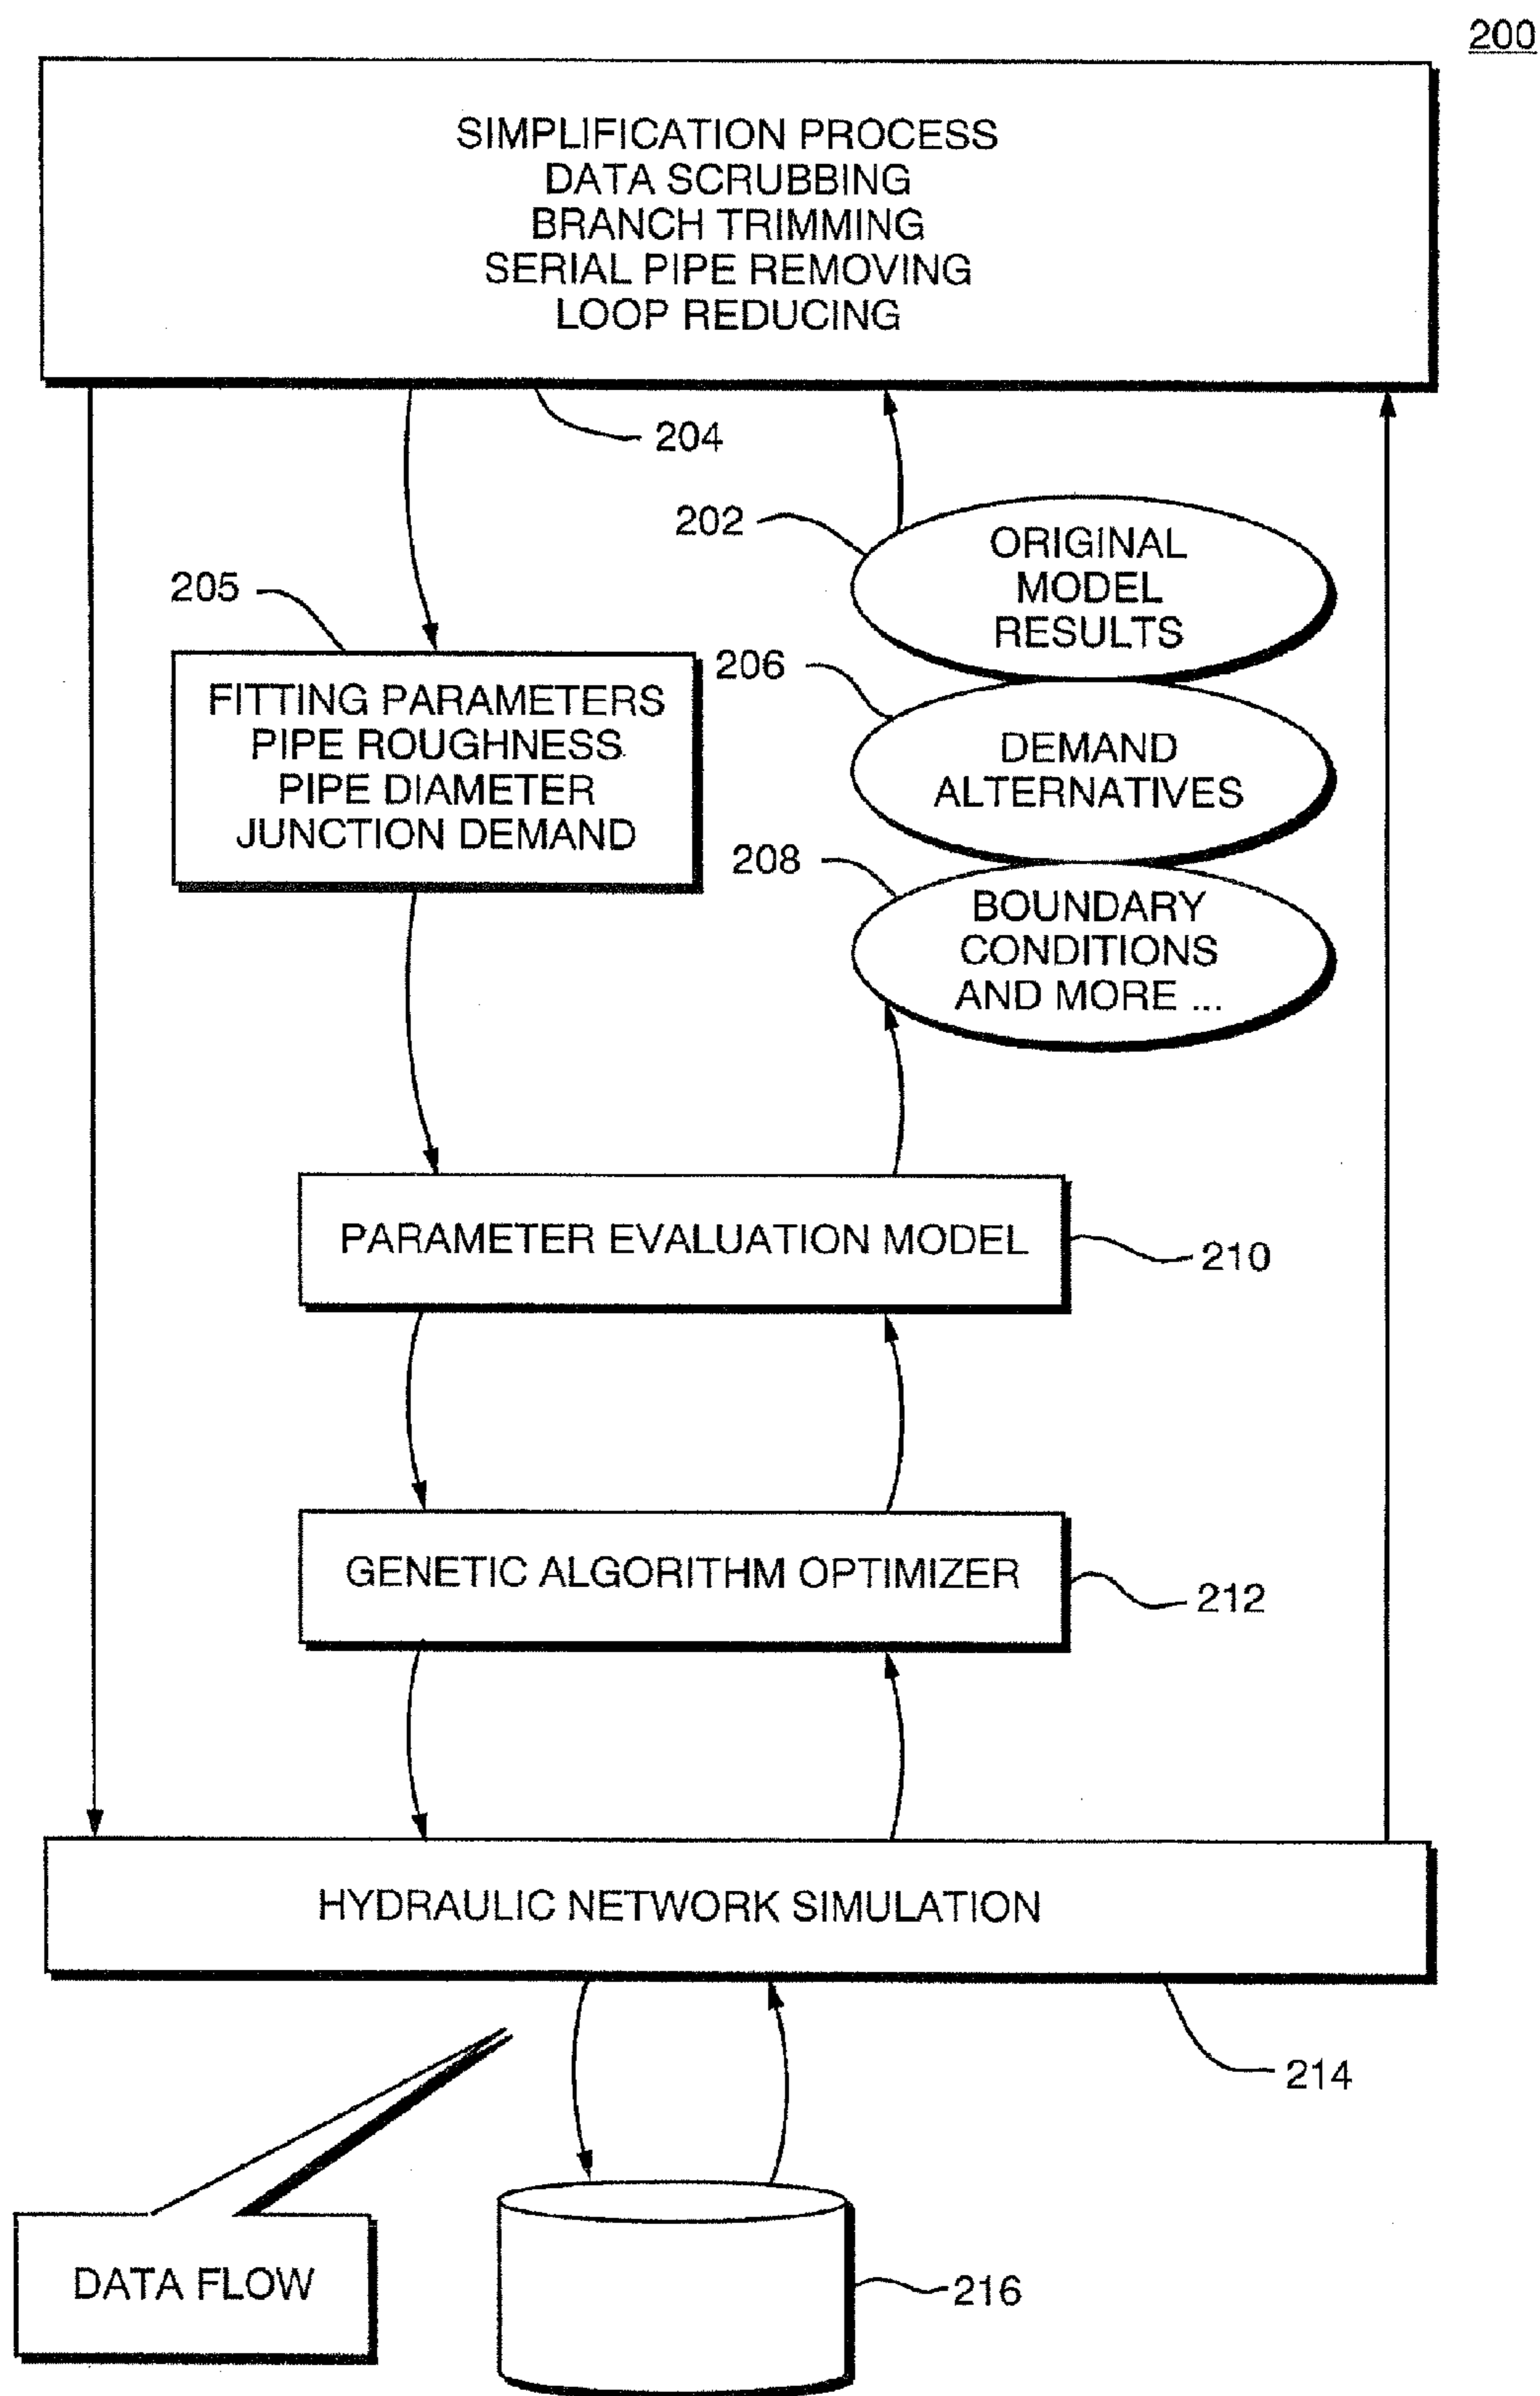 200
SIMPLIFICATION PROCESS
DATA SCRUBBING
BRANCH TRIMMING
SERIAL PIPE REMOVING
LOOP REDUCING
204
202
ORIGINAL
MODEL
RESULTS
205
FITTING PARAMETERS
PIPE ROUGHNESS
PIPE DIAMETER
JUNCTION DEMAND
206
DEMAND
ALTERNATIVES
208
BOUNDARY
CONDITIONS
AND MORE ...
PARAMETER EVALUATION MODEL
210
GENETIC ALGORITHM OPTIMIZER
212
HYDRAULIC NETWORK SIMULATION
214
DATA FLOW
216